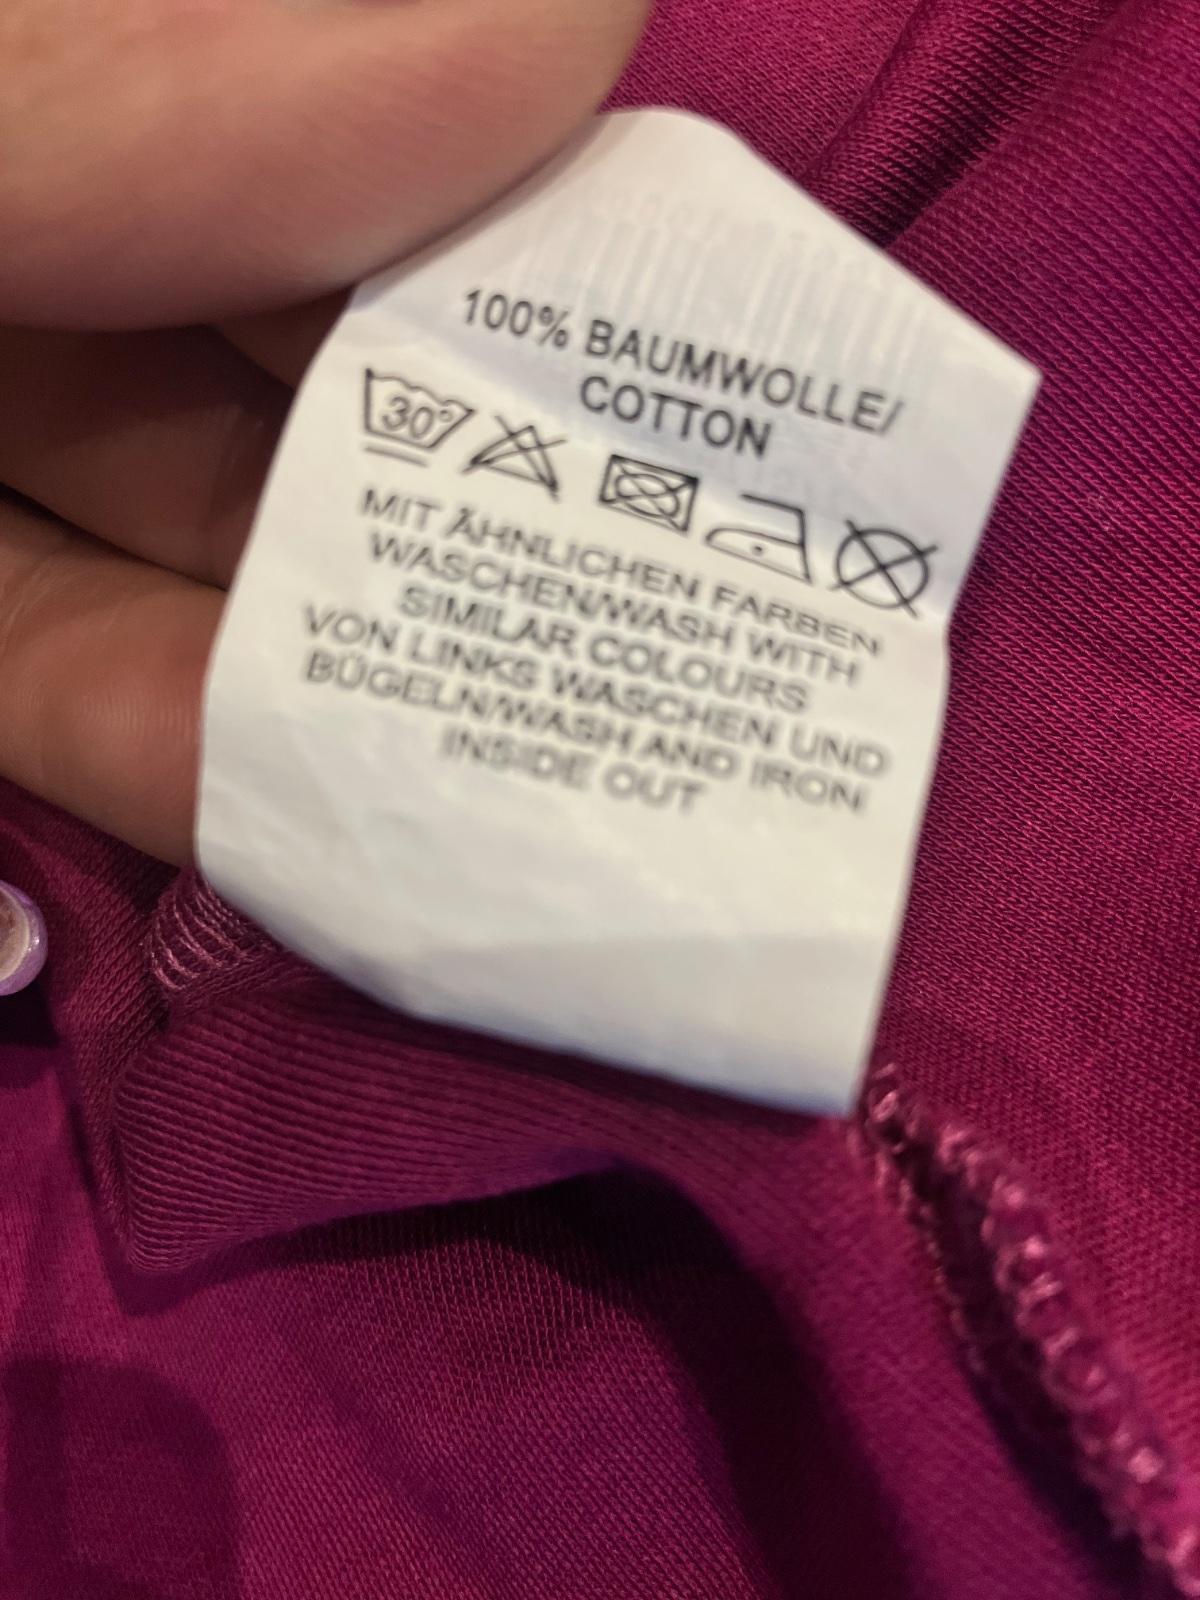 100% BAUMWOLLE/
COTTON
30°
MIT ÄHNLICHEN FARBEN
WASCHEN/WASH WITH
SIMILAR COLOURS
VON LINKS WASCHEN UND
BÜGELN/WASH AND IRON
INSIDE OUT